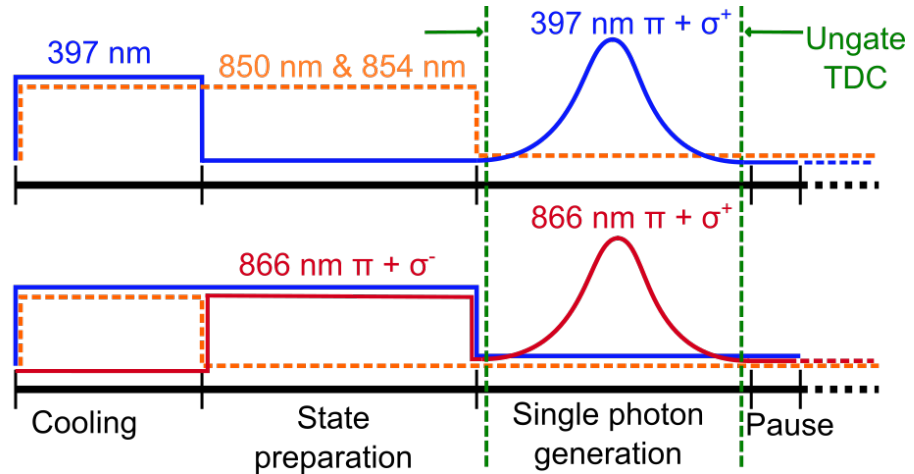 397 nm
850 nm & 854 nm
397 nm π + σ⁺
Ungate
TDC
866 nm π + σ⁻
866 nm π + σ⁺
Cooling
State
preparation
Single photon
generation
Pause